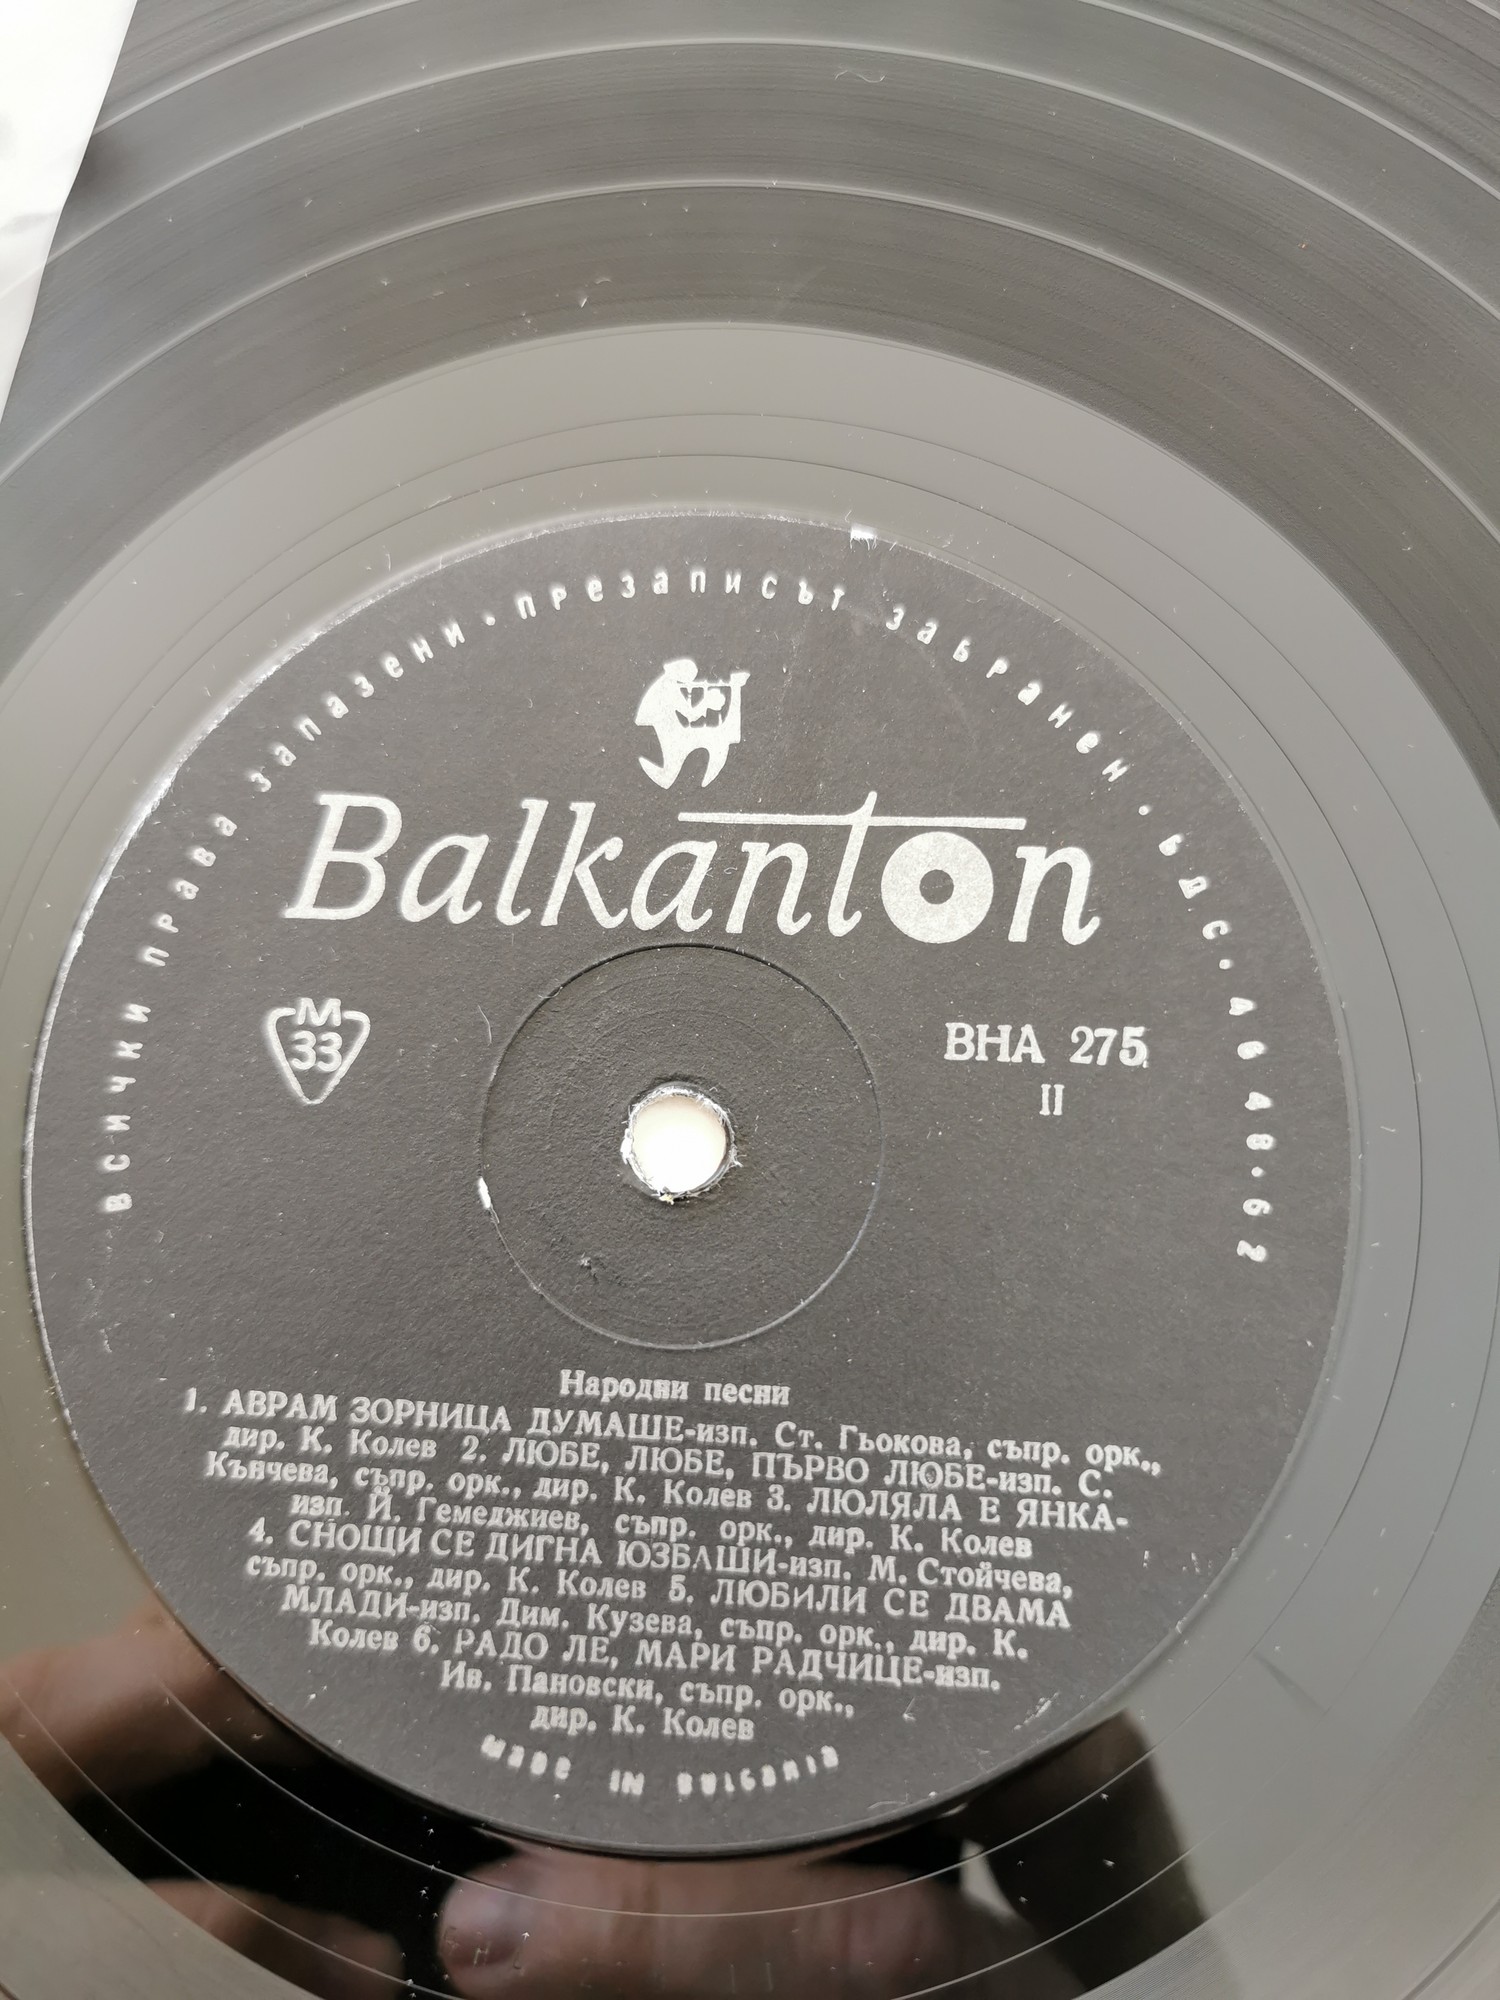 всички права запазени • презаписът забранен • бдс • 48 48 • 62
Balkanton
М
33
ВНА 275
II
Народни песни
1. АВРАМ ЗОРНИЦА ДУМАШЕ-изп. Ст. Гьокова, съпр. орк.,
дир. К. Колев 2. ЛЮБЕ, ЛЮБЕ, ПЪРВО ЛЮБЕ-изп. С.
Кънчева, съпр. орк., дир. К. Колев 3. ЛЮЛЯЛА Е ЯНКА-
изп. Й. Гемеджиев, съпр. орк., дир. К. Колев
4. СНОЩИ СЕ ДИГНА ЮЗБАШИ-изп. М. Стойчева,
съпр. орк., дир. К. Колев 5. ЛЮБИЛИ СЕ ДВАМА
МЛАДИ-изп. Дим. Кузева, съпр. орк., дир. К.
Колев 6. РАДО ЛЕ, МАРИ РАДЧИЦЕ-изп.
Ив. Пановски, съпр. орк.,
дир. К. Колев
MADE IN BULGARIA